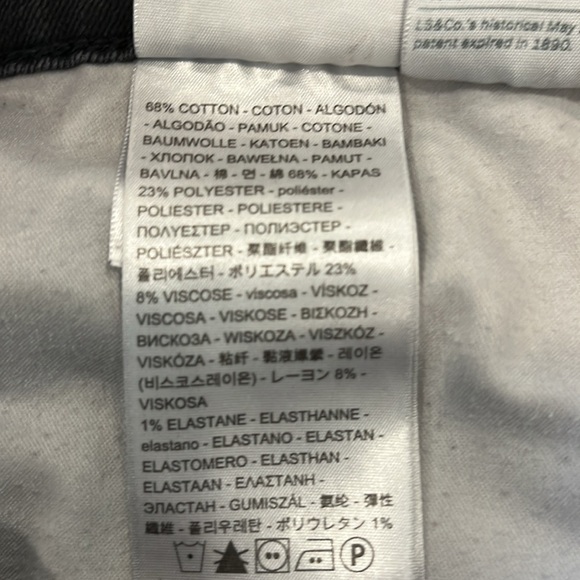 LS&Co.'s historical May
patent expired in 1890.
68% COTTON - COTON - ALGODÓN
- ALGODÃO - PAMUK - COTONE -
BAUMWOLLE - KATOEN - BAMBAKI
- ХЛОПОК - BAWEŁNA - PAMUT -
BAVLNA - 棉 - 면 - 綿 68% - KAPAS
23% POLYESTER - poliéster -
POLIESTER - POLIESTERE -
ΠΟΛΥΕΣΤΕΡ - ПОЛИЭСТЕР -
POLIÉSZTER - 聚酯纤维 - 聚酯纖維 -
폴리에스터 - ポリエステル 23%
8% VISCOSE - viscosa - VİSKOZ -
VISCOSA - VISKOSE - ΒΙΣΚΟΖΗ -
ВИСКОЗА - WISKOZA - VISZKÓZ -
VISKÓZA - 粘纤 - 黏液嫘縈 - 레이온
(비스코스레이온) - レーヨン 8% -
VISKOSA
1% ELASTANE - ELASTHANNE -
elastano - ELASTANO - ELASTAN -
ELASTOMERO - ELASTHAN -
ELASTAAN - ΕΛΑΣΤΑΝΗ -
ЭЛАСТАН - GUMISZÁL - 氨纶 - 彈性
纖維 - 폴리우레탄 - ポリウレタン 1%
P